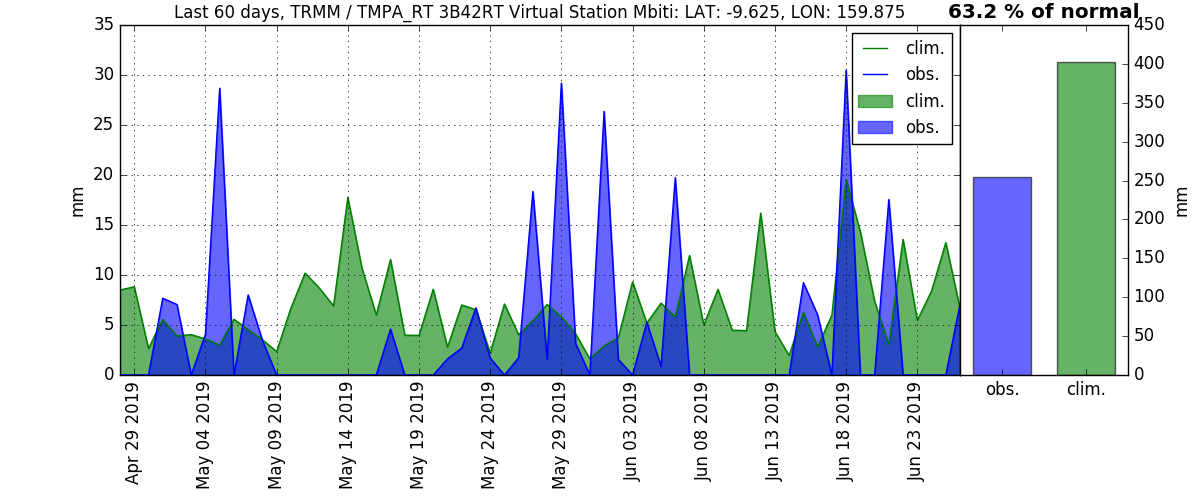 Last 60 days, TRMM / TMPA_RT 3B42RT Virtual Station Mbiti: LAT: -9.625, LON: 159.875
63.2 % of normal
35
30
25
20
15
10
5
0
mm
clim.
obs.
clim.
obs.
450
400
350
300
250
200
150
100
50
0
mm
Apr 29 2019
May 04 2019
May 09 2019
May 14 2019
May 19 2019
May 24 2019
May 29 2019
Jun 03 2019
Jun 08 2019
Jun 13 2019
Jun 18 2019
Jun 23 2019
obs.
clim.